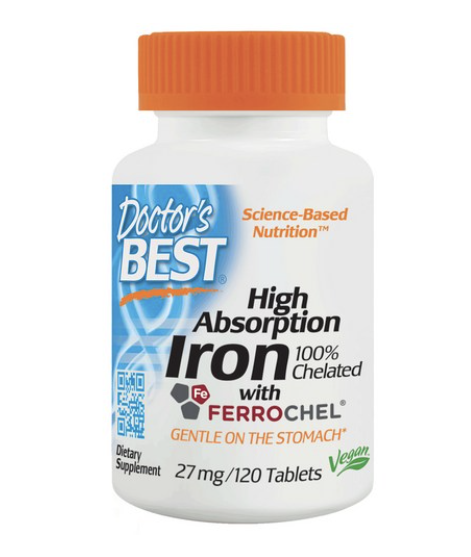 Doctor's
BEST®
Science-Based
Nutrition™
High
Absorption
Iron 100% Chelated
with
Fe FERROCHEL®
GENTLE ON THE STOMACH*
Dietary
Supplement
27 mg/120 Tablets
Vegan